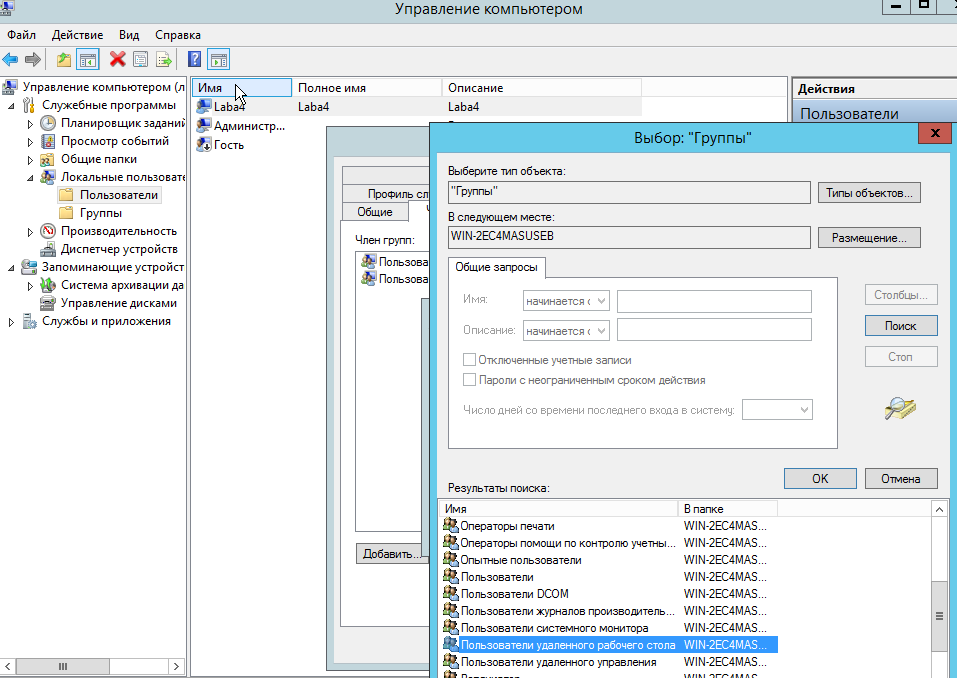 Управление компьютером
Файл Действие Вид Справка
Управление компьютером (л
Служебные программы
Планировщик заданий
Просмотр событий
Общие папки
Локальные пользовате
Пользователи
Группы
Производительность
Диспетчер устройств
Запоминающие устройст
Система архивации да
Управление дисками
Службы и приложения
Имя Полное имя Описание
Laba4 Laba4 Laba4
Администр...
Гость
Действия
Пользователи
Профиль сл
Общие
Член групп:
Пользова
Пользова
Добавить...
Выбор: "Группы"
Выберите тип объекта:
"Группы" Типы объектов...
В следующем месте:
WIN-2EC4MASUSEB Размещение...
Общие запросы
Имя: начинается с
Описание: начинается с
Отключенные учетные записи
Пароли с неограниченным сроком действия
Число дней со времени последнего входа в систему:
Столбцы...
Поиск
Стоп
OK Отмена
Результаты поиска:
Имя В папке
Операторы печати WIN-2EC4MAS...
Операторы помощи по контролю учетны... WIN-2EC4MAS...
Опытные пользователи WIN-2EC4MAS...
Пользователи WIN-2EC4MAS...
Пользователи DCOM WIN-2EC4MAS...
Пользователи журналов производитель... WIN-2EC4MAS...
Пользователи системного монитора WIN-2EC4MAS...
Пользователи удаленного рабочего стола WIN-2EC4MAS...
Пользователи удаленного управления WIN-2EC4MAS...